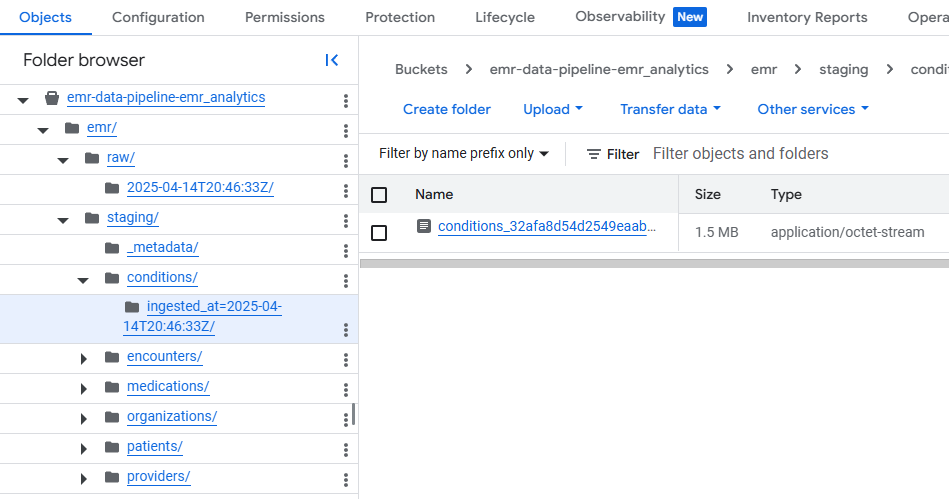 Objects Configuration Permissions Protection Lifecycle Observability New Inventory Reports Opera
Folder browser
emr-data-pipeline-emr_analytics
emr/
raw/
2025-04-14T20:46:33Z/
staging/
_metadata/
conditions/
ingested_at=2025-04-
14T20:46:33Z/
encounters/
medications/
organizations/
patients/
providers/
Buckets emr-data-pipeline-emr_analytics emr staging condi
Create folder Upload Transfer data Other services
Filter by name prefix only Filter Filter objects and folders
Name Size Type
conditions_32afa8d54d2549eaab… 1.5 MB application/octet-stream